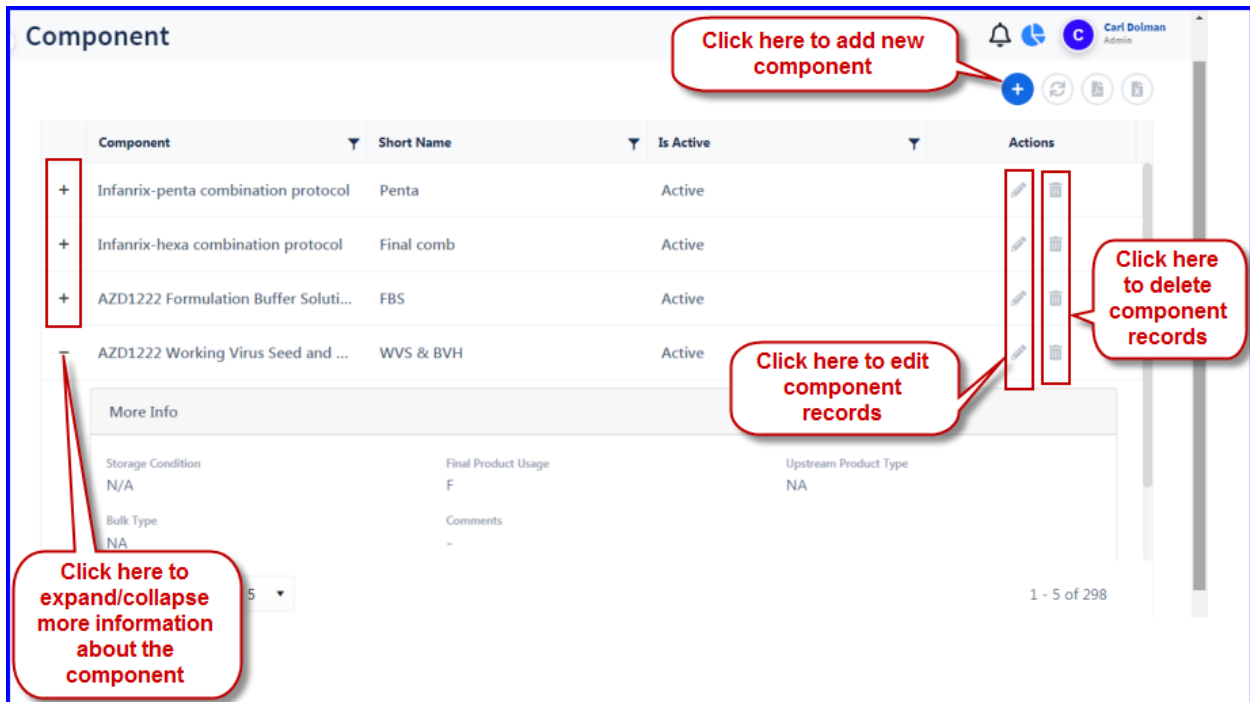 Component
Click here to add new
component
C
Carl Dolman
Admin
Component
Short Name
Is Active
Actions
+ Infanrix-penta combination protocol Penta Active
+ Infanrix-hexa combination protocol Final comb Active
+ AZD1222 Formulation Buffer Soluti... FBS Active
− AZD1222 Working Virus Seed and ... WVS & BVH Active
Click here
to delete
component
records
Click here to edit
component
records
More Info
Storage Condition
N/A
Final Product Usage
F
Upstream Product Type
NA
Bulk Type
NA
Comments
-
Click here to
expand/collapse
more information
about the
component
5
1 - 5 of 298